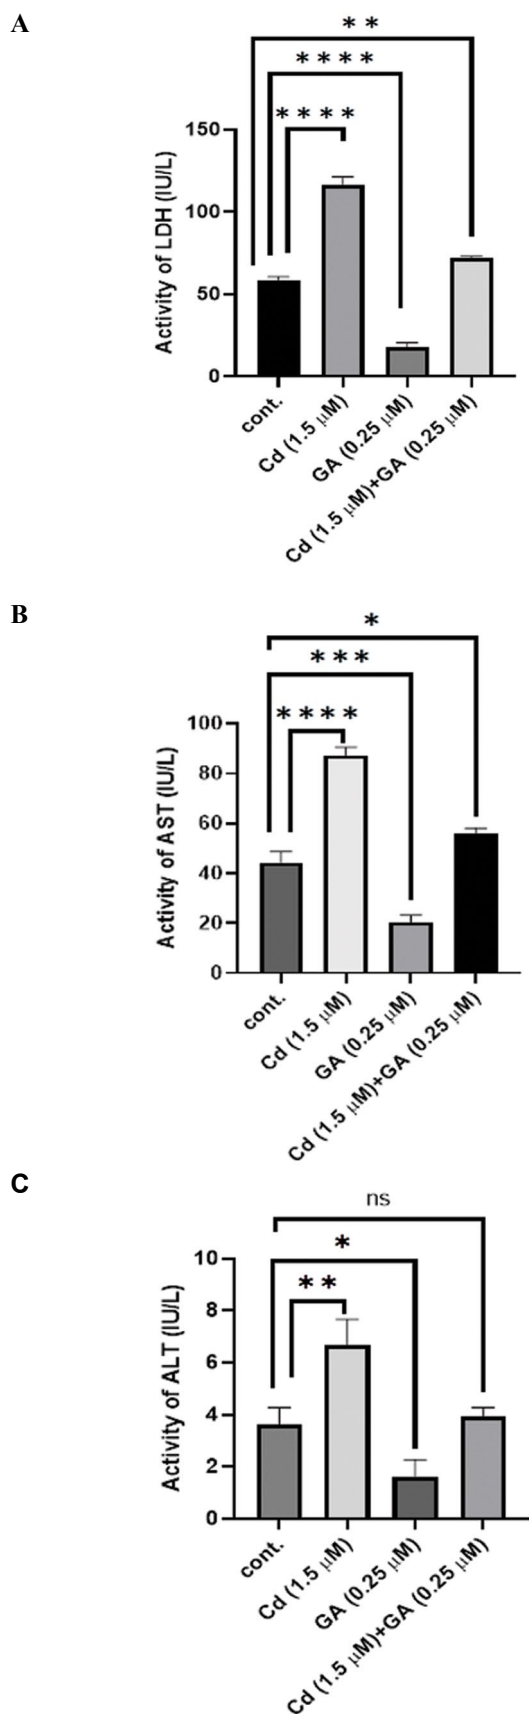 A
* *
* * * *
* * * *
150
100
50
0
Activity of LDH (IU/L)
cont.
Cd (1.5 μM)
GA (0.25 μM)
Cd (1.5 μM)+GA (0.25 μM)
B
*
* * *
* * * *
100
80
60
40
20
0
Activity of AST (IU/L)
cont.
Cd (1.5 μM)
GA (0.25 μM)
Cd (1.5 μM)+GA (0.25 μM)
C
ns
*
* *
10
8
6
4
2
0
Activity of ALT (IU/L)
cont.
Cd (1.5 μM)
GA (0.25 μM)
Cd (1.5 μM)+GA (0.25 μM)